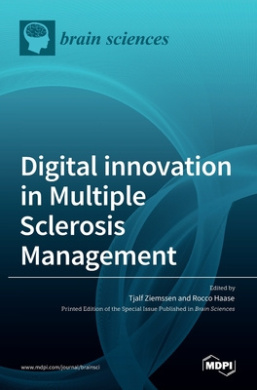 brain sciences
Digital innovation
in Multiple
Sclerosis
Management
Edited by
Tjalf Ziemssen and Rocco Haase
Printed Edition of the Special Issue Published in Brain Sciences
www.mdpi.com/journal/brainsci
MDPI